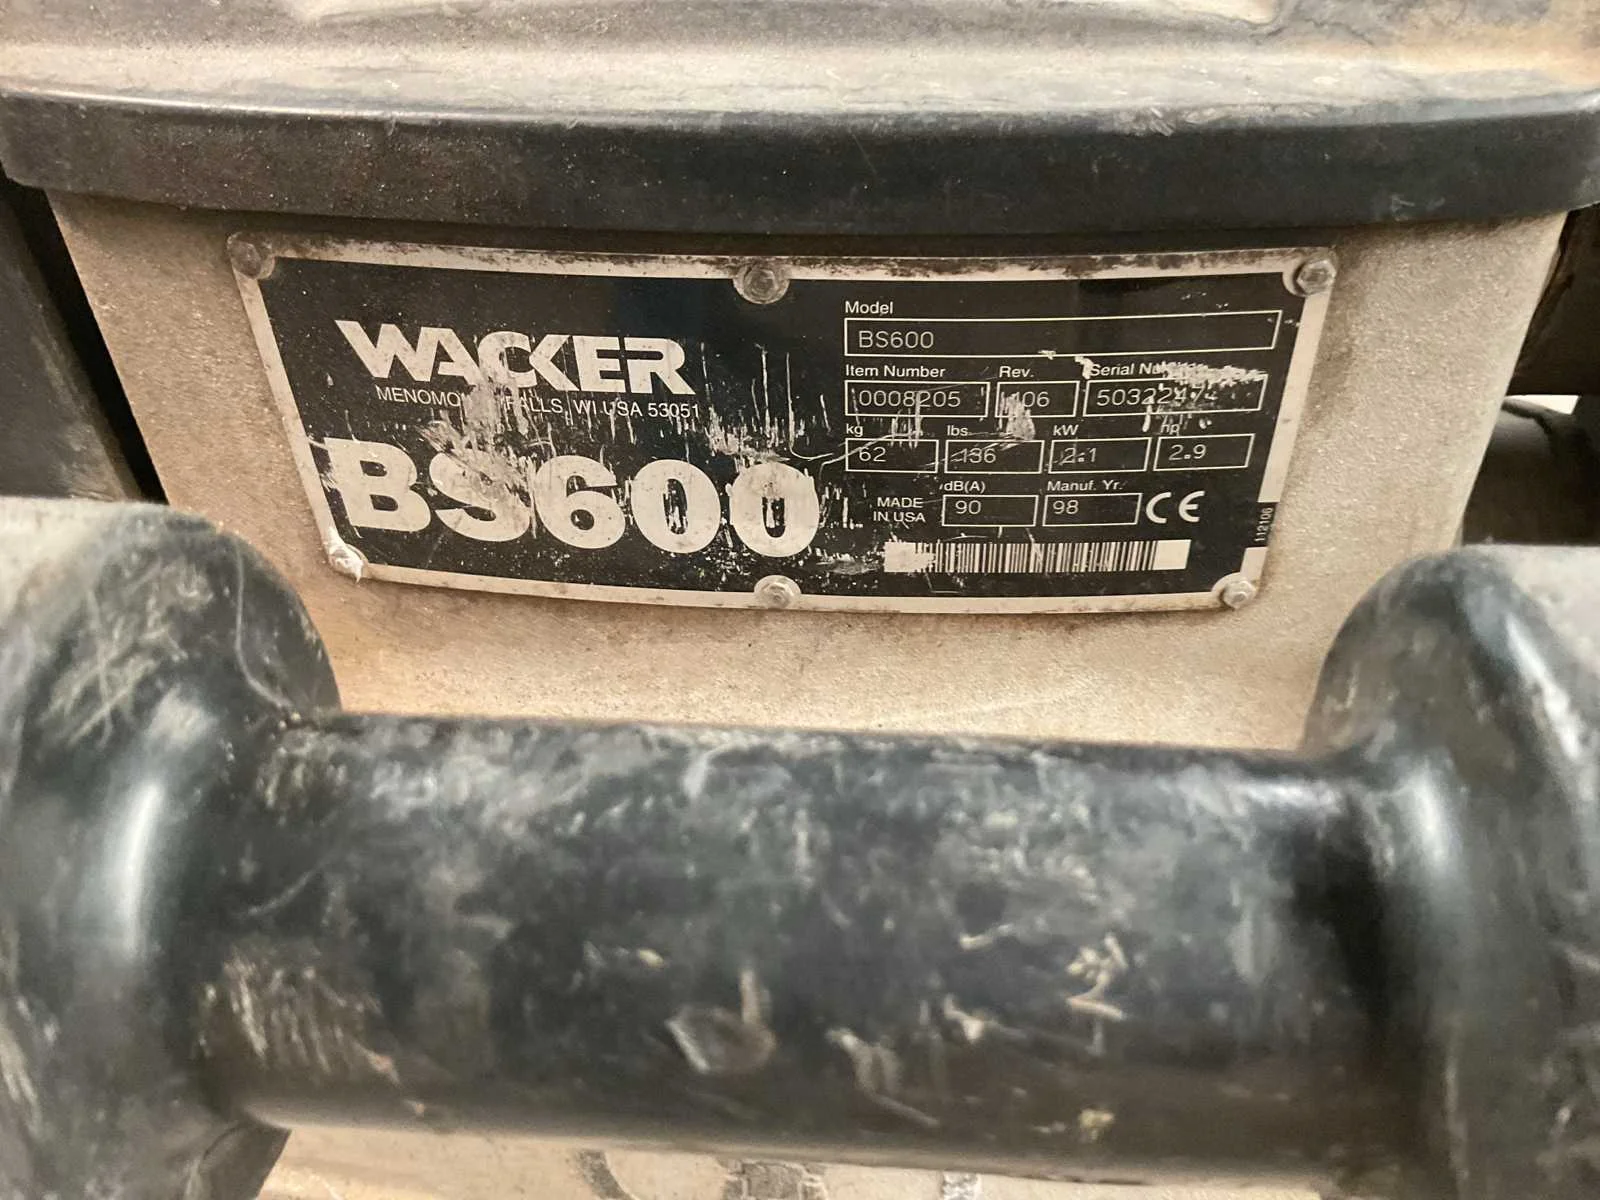 WACKER
MENOMO FALLS, WI USA 53051
BS600
Model
BS600
Item Number Rev. Serial
0008205 106
kg lbs kW hp
62 136 2.1 2.9
dB(A) Manuf. Yr.
MADE IN USA 90 98 CE
112106